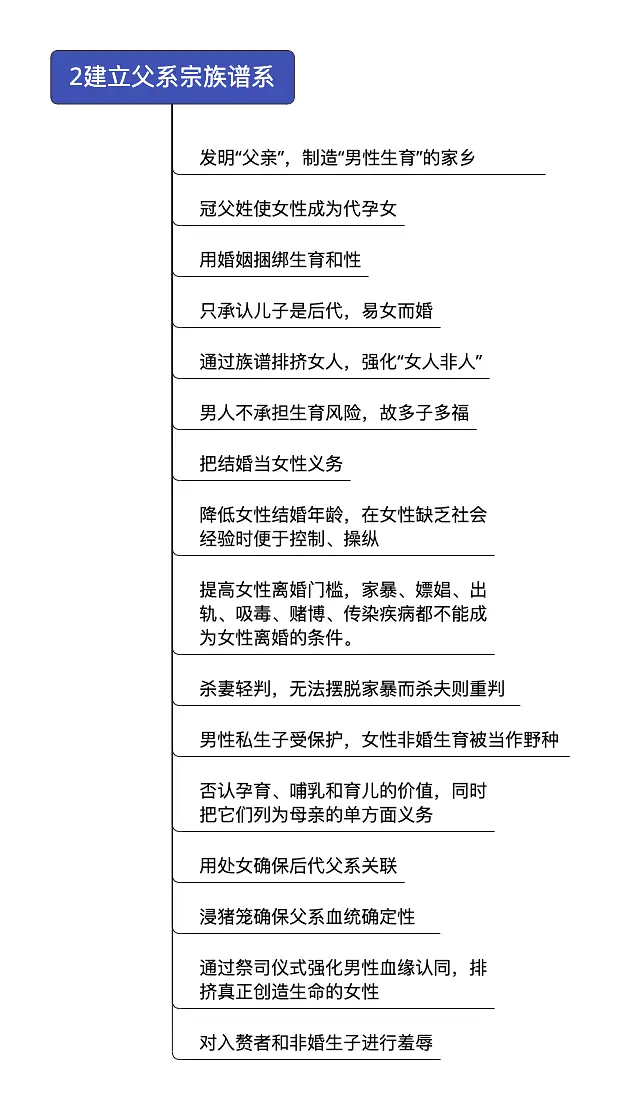 2建立父系宗族谱系
发明“父亲”，制造“男性生育”的家乡
冠父姓使女性成为代孕女
用婚姻捆绑生育和性
只承认儿子是后代，易女而婚
通过族谱排挤女人，强化“女人非人”
男人不承担生育风险，故多子多福
把结婚当女性义务
降低女性结婚年龄，在女性缺乏社会
经验时便于控制、操纵
提高女性离婚门槛，家暴、嫖娼、出
轨、吸毒、赌博、传染疾病都不能成
为女性离婚的条件。
杀妻轻判，无法摆脱家暴而杀夫则重判
男性私生子受保护，女性非婚生育被当作野种
否认孕育、哺乳和育儿的价值，同时
把它们列为母亲的单方面义务
用处女确保后代父系关联
浸猪笼确保父系血统确定性
通过祭司仪式强化男性血缘认同，排
挤真正创造生命的女性
对入赘者和非婚生子进行羞辱